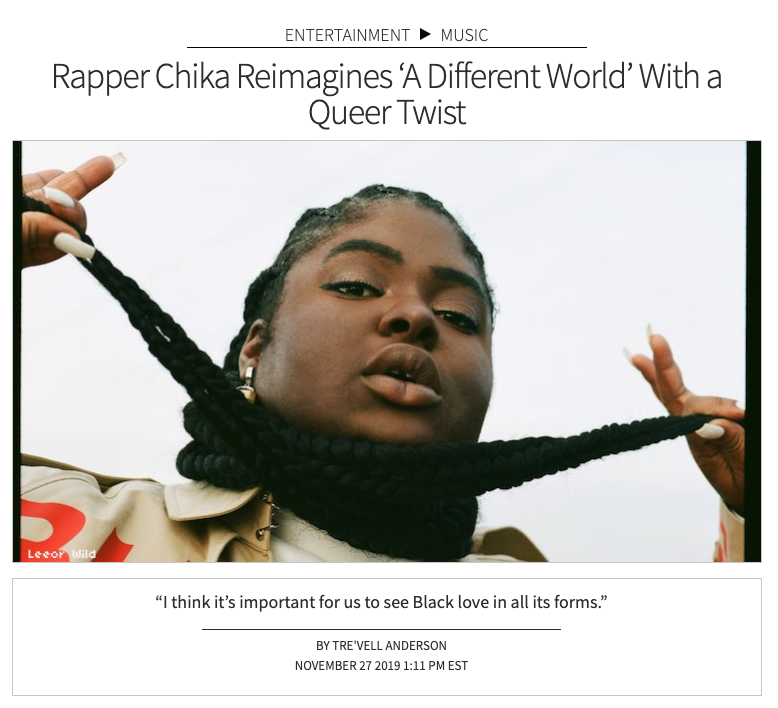 ENTERTAINMENT ▶ MUSIC
Rapper Chika Reimagines ‘A Different World’ With a
Queer Twist
Leeor Wild
“I think it’s important for us to see Black love in all its forms.”
BY TRE'VELL ANDERSON
NOVEMBER 27 2019 1:11 PM EST